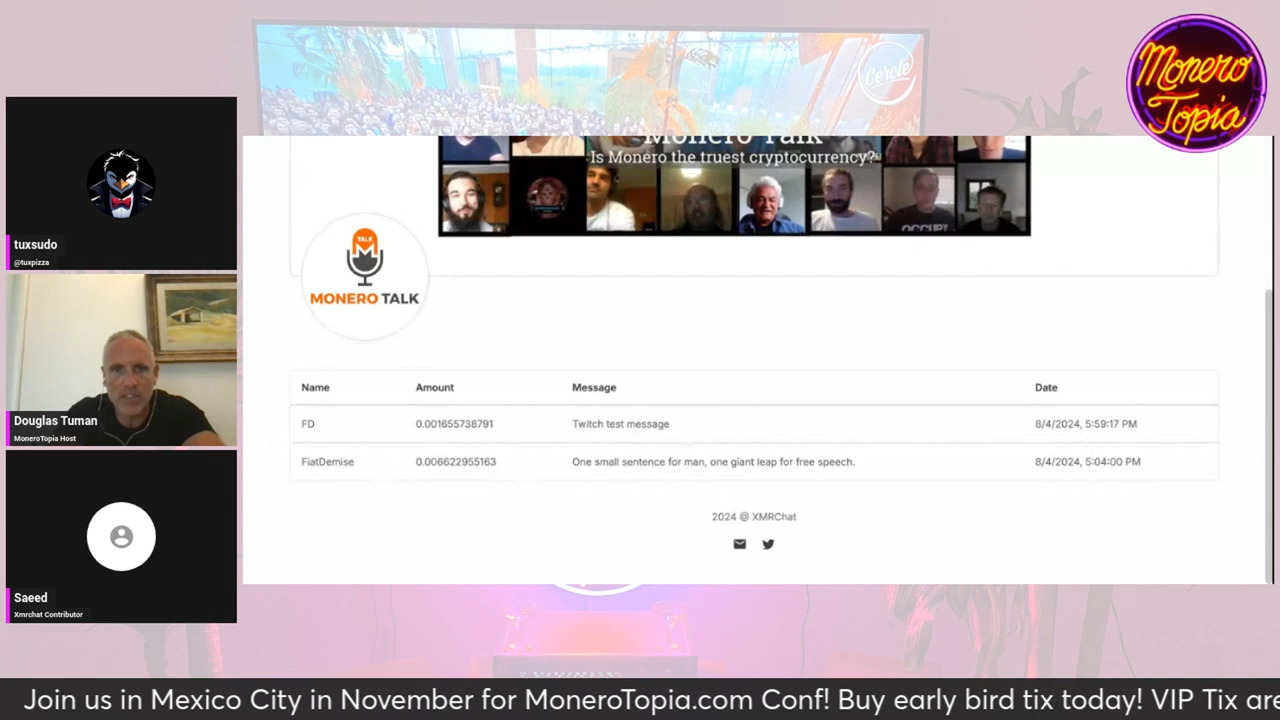 Cercle
Monero
Topia
Monero Talk
Is Monero the truest cryptocurrency?
OCCUPY
TALK
MONERO TALK
tuxsudo
@tuxpizza
Douglas Tuman
MoneroTopia Host
Saeed
Xmrchat Contributor
Name Amount Message Date
FD 0.001655738791 Twitch test message 8/4/2024, 5:59:17 PM
FiatDemise 0.006622955163 One small sentence for man, one giant leap for free speech. 8/4/2024, 5:04:00 PM
2024 @ XMRChat
Join us in Mexico City in November for MoneroTopia.com Conf! Buy early bird tix today! VIP Tix are